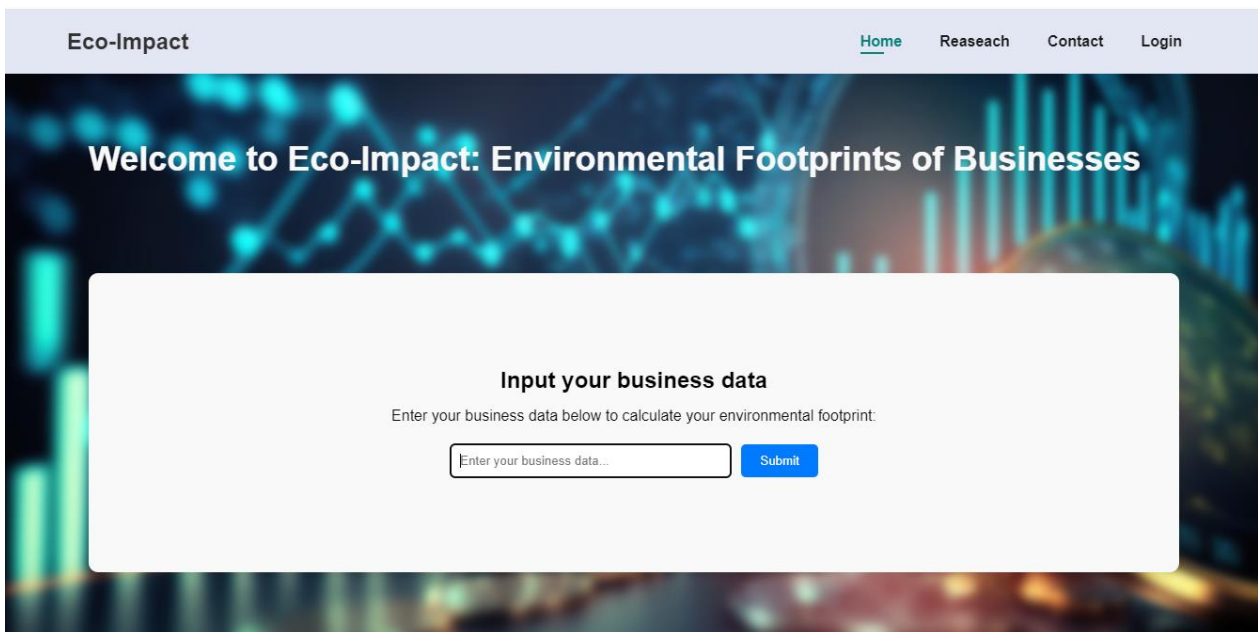 Eco-Impact
Home Reaseach Contact Login
Welcome to Eco-Impact: Environmental Footprints of Businesses
Input your business data
Enter your business data below to calculate your environmental footprint:
Enter your business data...
Submit